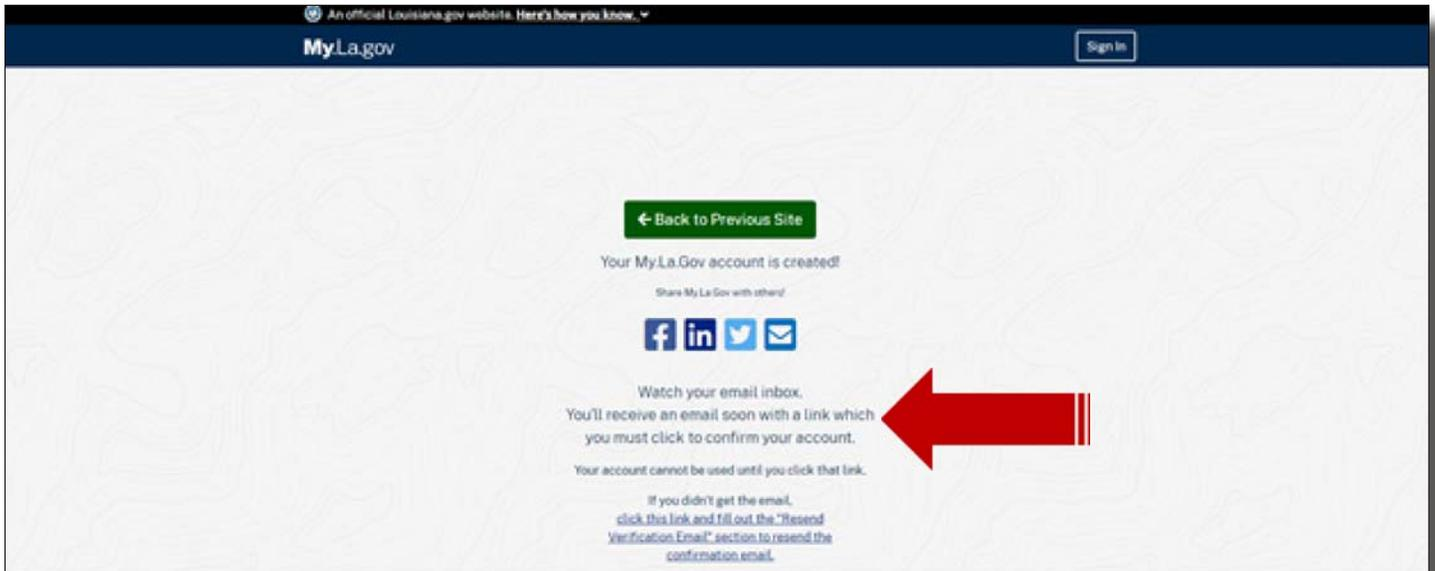 An official Louisiana.gov website. Here's how you know.
My.La.gov
Sign In
← Back to Previous Site
Your My.La.Gov account is created!
Share My.La.Gov with others!
Watch your email inbox.
You'll receive an email soon with a link which
you must click to confirm your account.
Your account cannot be used until you click that link.
If you didn't get the email,
click this link and fill out the "Resend
Verification Email" section to resend the
confirmation email.